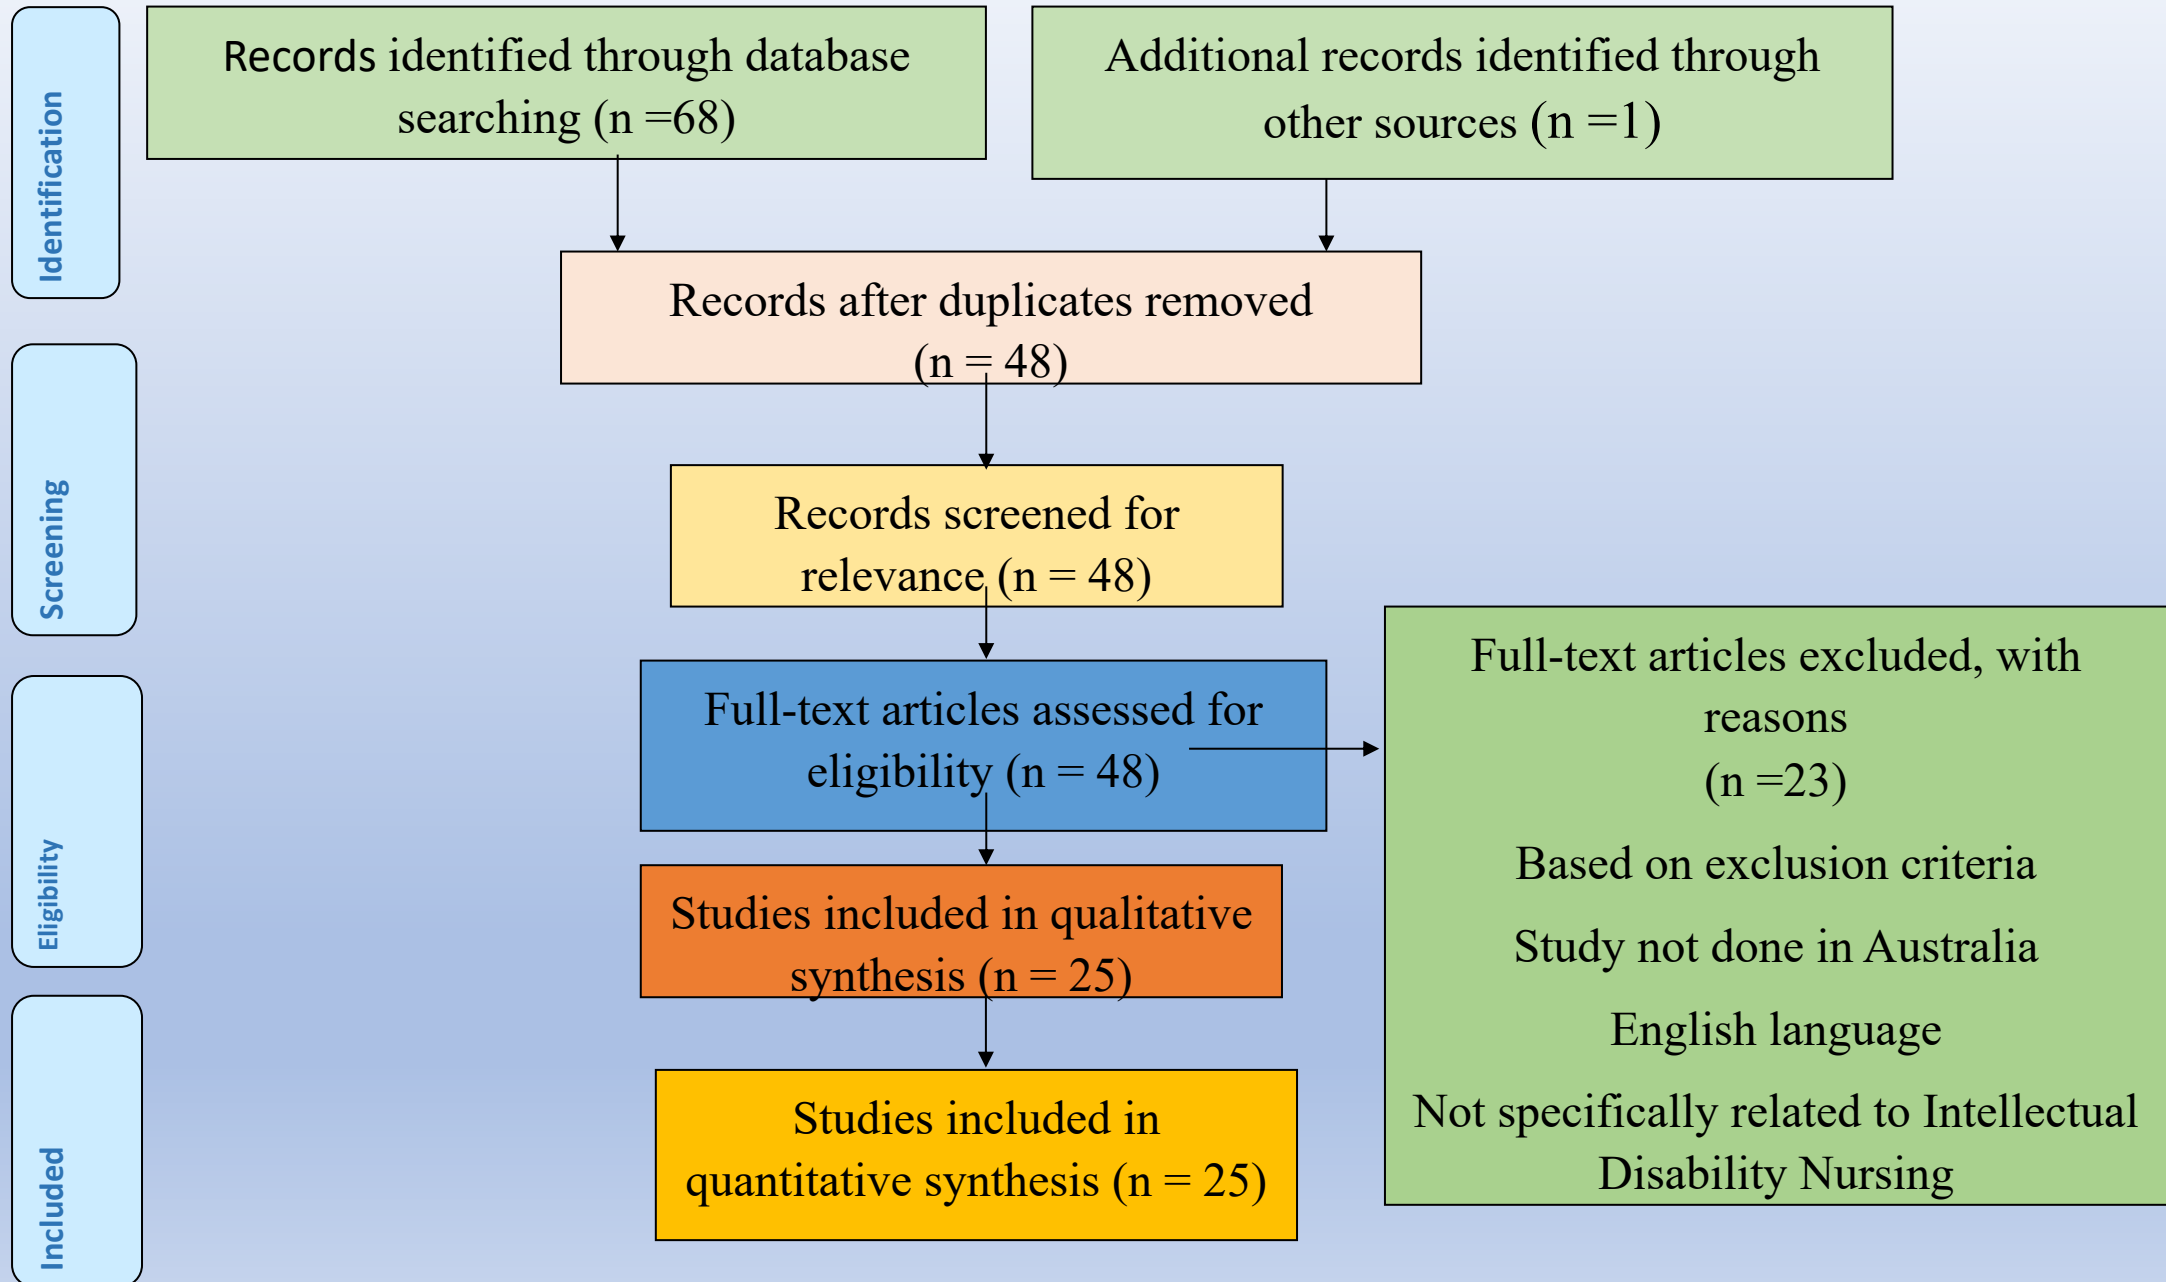 Identification
Records identified through database
searching (n =68)
Additional records identified through
other sources (n =1)
Records after duplicates removed
(n = 48)
Screening
Records screened for
relevance (n = 48)
Eligibility
Full-text articles assessed for
eligibility (n = 48)
Full-text articles excluded, with
reasons
(n =23)
Based on exclusion criteria
Study not done in Australia
English language
Not specifically related to Intellectual
Disability Nursing
Studies included in qualitative
synthesis (n = 25)
Included
Studies included in
quantitative synthesis (n = 25)